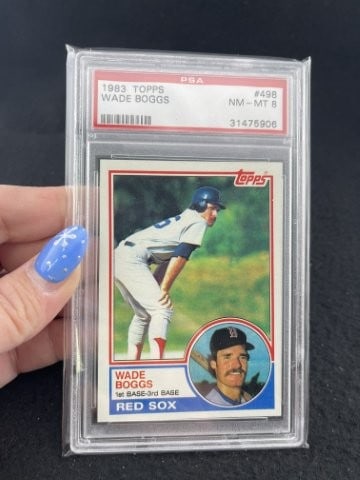 PSA
1983 TOPPS #498
WADE BOGGS NM-MT 8
31475906
Topps
WADE
BOGGS
1st BASE-3rd BASE
RED SOX